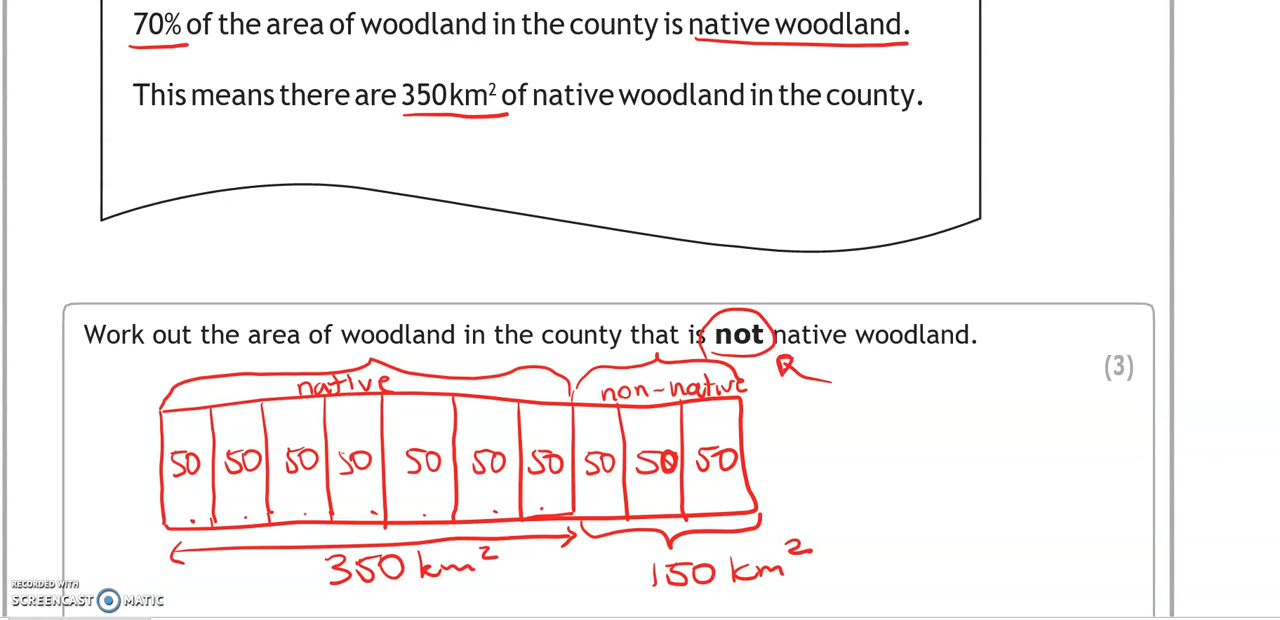 70% of the area of woodland in the county is native woodland.
This means there are 350km² of native woodland in the county.
Work out the area of woodland in the county that is not native woodland.
(3)
native non-native
50 50 50 50 50 50 50 50 50 50
350 km² 150 km²
RECORDED WITH
SCREENCAST MATIC